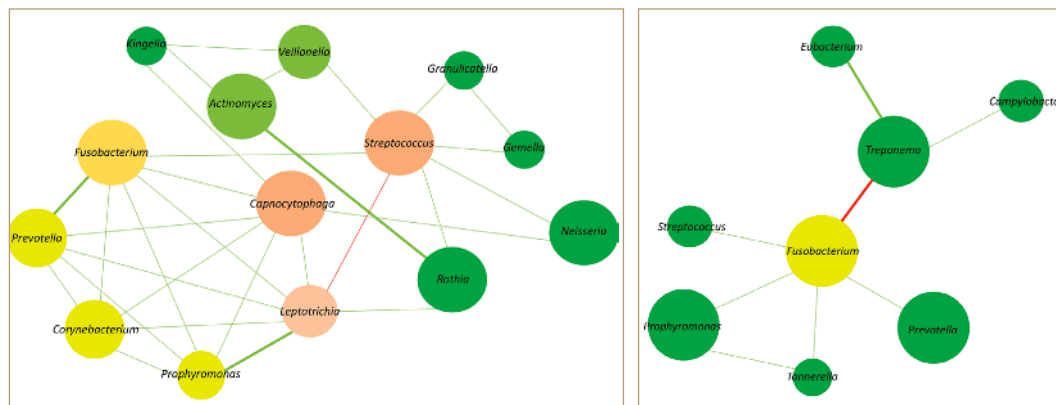 Kingella
Veillonella
Granulicatella
Actinomyces
Streptococcus
Gemella
Fusobacterium
Capnocytophaga
Prevotella
Neisseria
Rothia
Leptotrichia
Corynebacterium
Prophyromonas
Eubacterium
Campylobacte
Treponema
Streptococcus
Fusobacterium
Prophyromonas
Prevotella
Tannerella